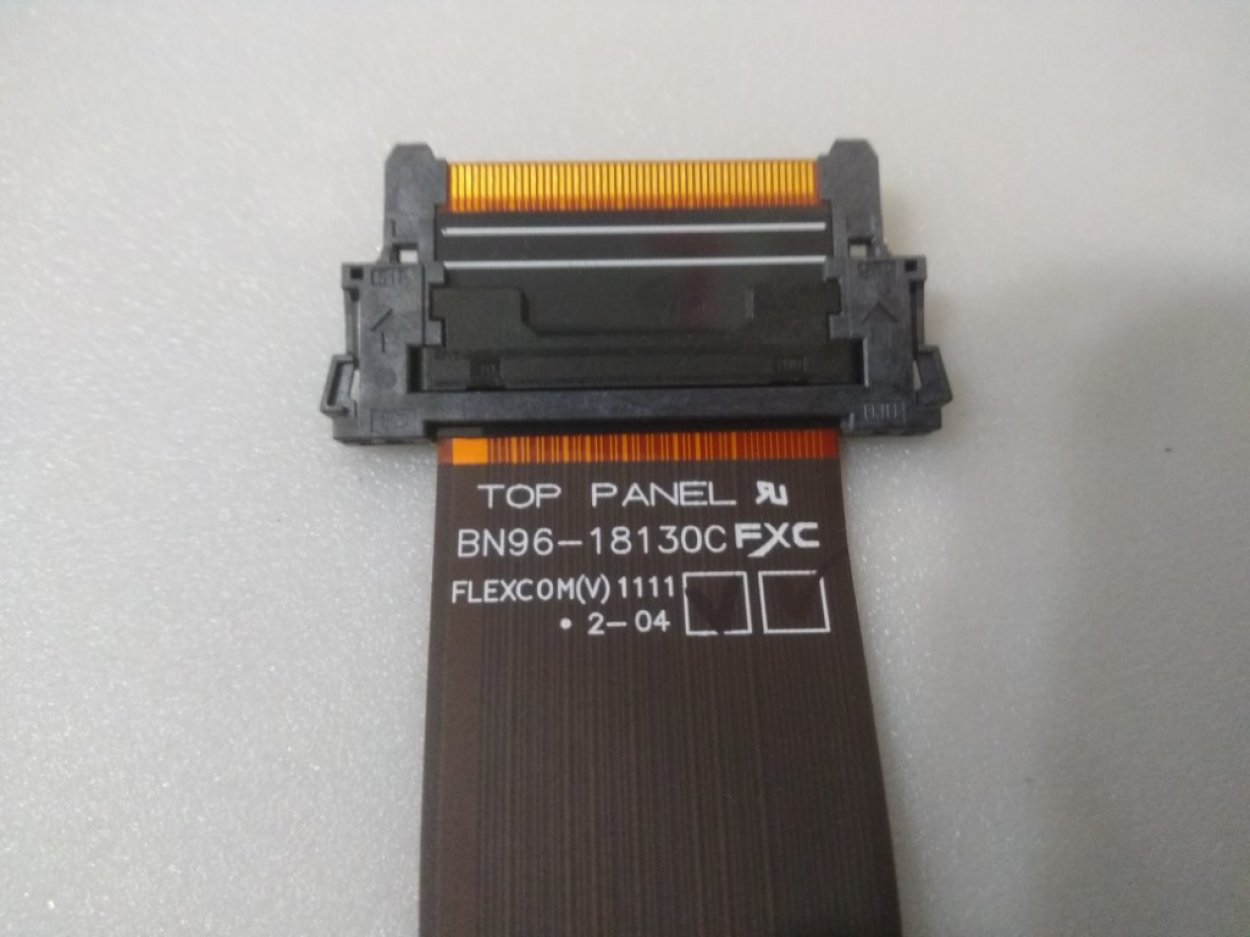 TOP PANEL
BN96-18130C FXC
FLEXCOM(V) 1111
• 2-04